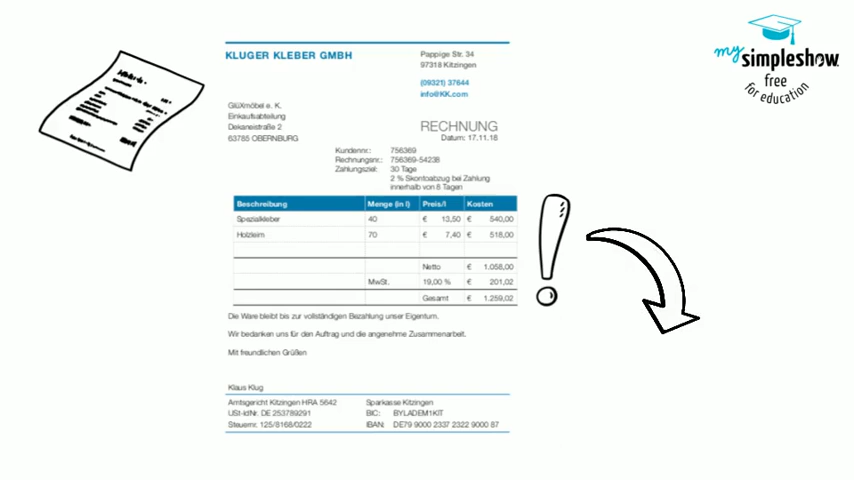 KLUGER KLEBER GMBH
Pappige Str. 34
97318 Kitzingen
(09321) 37644
info@KK.com
GlüXmöbel e. K.
Einkaufsabteilung
Dekaneistraße 2
63785 OBERNBURG
RECHNUNG
Datum: 17.11.18
Kundennr.: 756369
Rechnungsnr.: 756369-54238
Zahlungsziel: 30 Tage
2 % Skontoabzug bei Zahlung
innerhalb von 8 Tagen
Beschreibung Menge (in l) Preis/l Kosten
Spezialkleber 40 € 13,50 € 540,00
Holzleim 70 € 7,40 € 518,00
Netto € 1.058,00
MwSt. 19,00 % € 201,02
Gesamt € 1.259,02
Die Ware bleibt bis zur vollständigen Bezahlung unser Eigentum.
Wir bedanken uns für den Auftrag und die angenehme Zusammenarbeit.
Mit freundlichen Grüßen
Klaus Klug
Amtsgericht Kitzingen HRA 5642 Sparkasse Kitzingen
USt-IdNr. DE 253789291 BIC: BYLADEM1KIT
Steuernr. 125/8168/0222 IBAN: DE79 9000 2337 2322 9000 87
my
simpleshow
free
for education